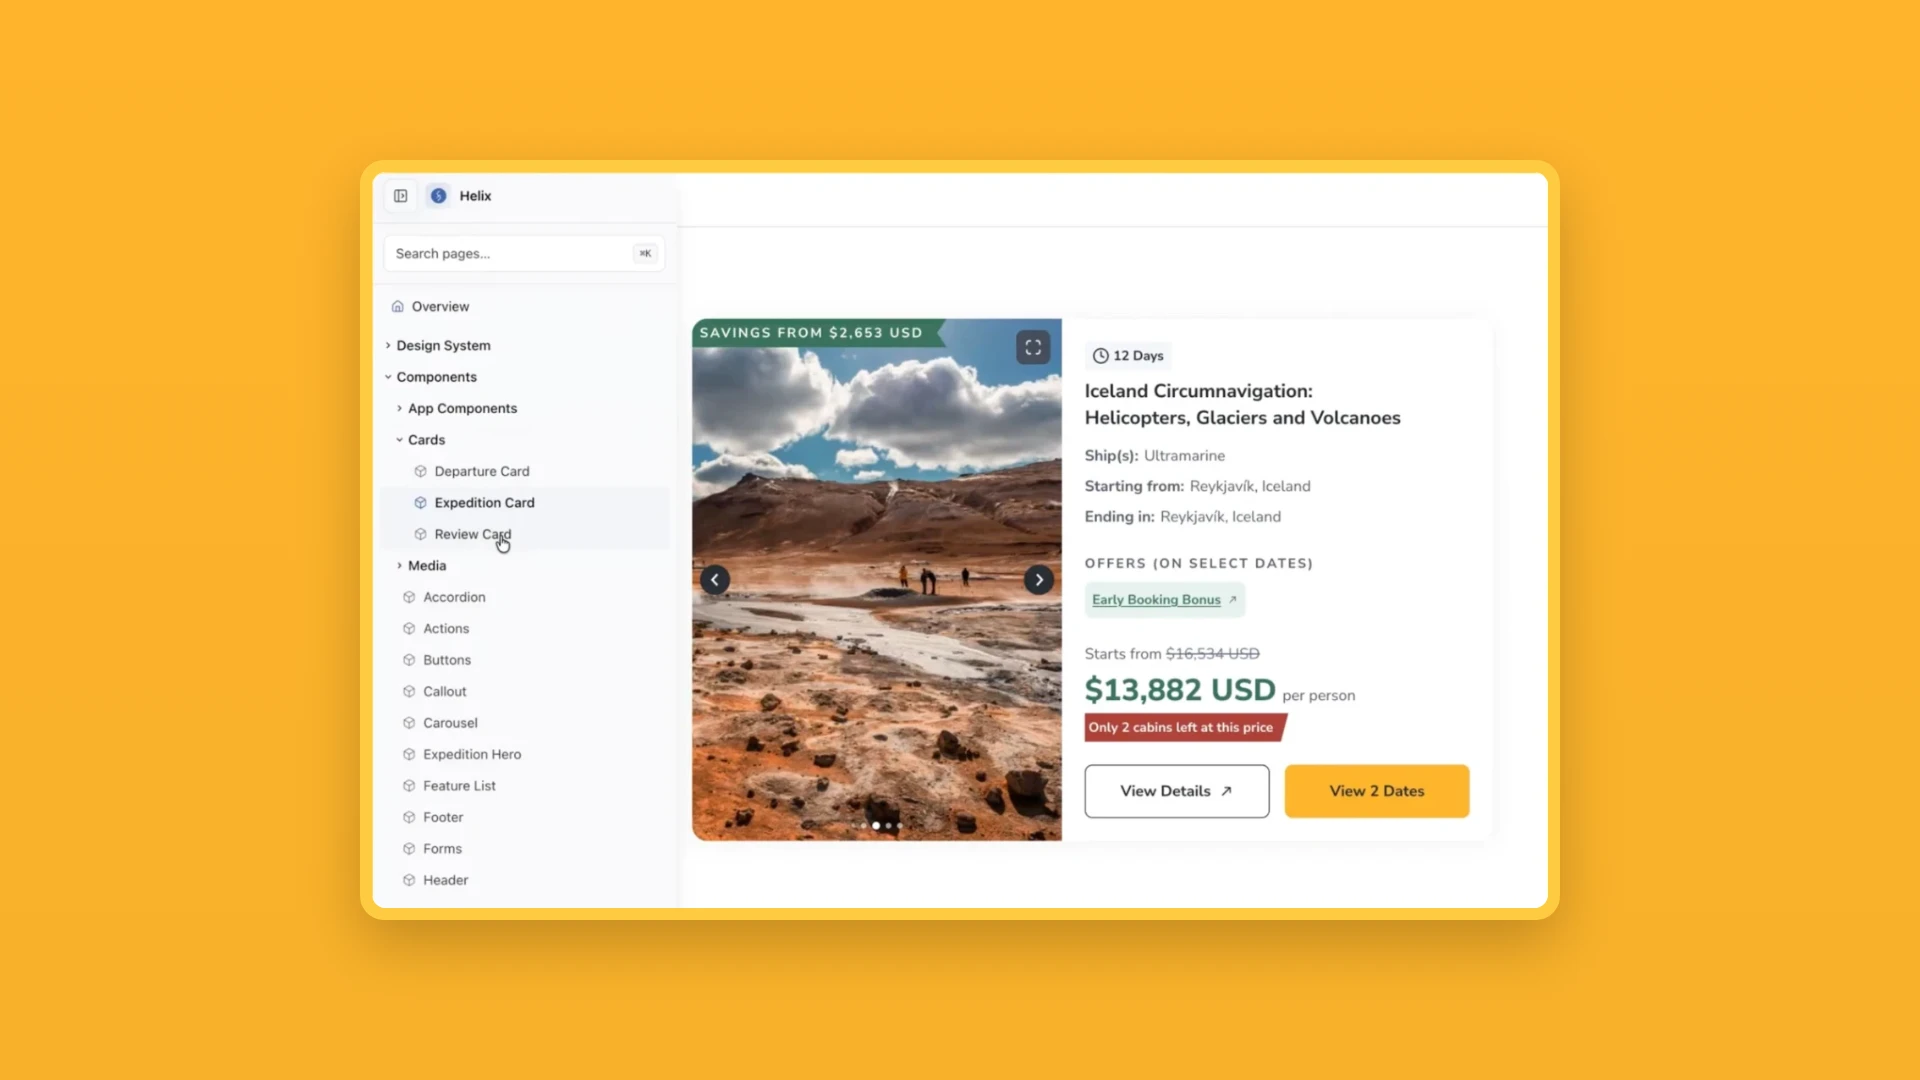 Helix
Search pages...
⌘K
Overview
Design System
Components
App Components
Cards
Departure Card
Expedition Card
Review Card
Media
Accordion
Actions
Buttons
Callout
Carousel
Expedition Hero
Feature List
Footer
Forms
Header
SAVINGS FROM $2,653 USD
12 Days
Iceland Circumnavigation:
Helicopters, Glaciers and Volcanoes
Ship(s): Ultramarine
Starting from: Reykjavík, Iceland
Ending in: Reykjavík, Iceland
OFFERS (ON SELECT DATES)
Early Booking Bonus
Starts from $16,534 USD
$13,882 USD per person
Only 2 cabins left at this price
View Details
View 2 Dates